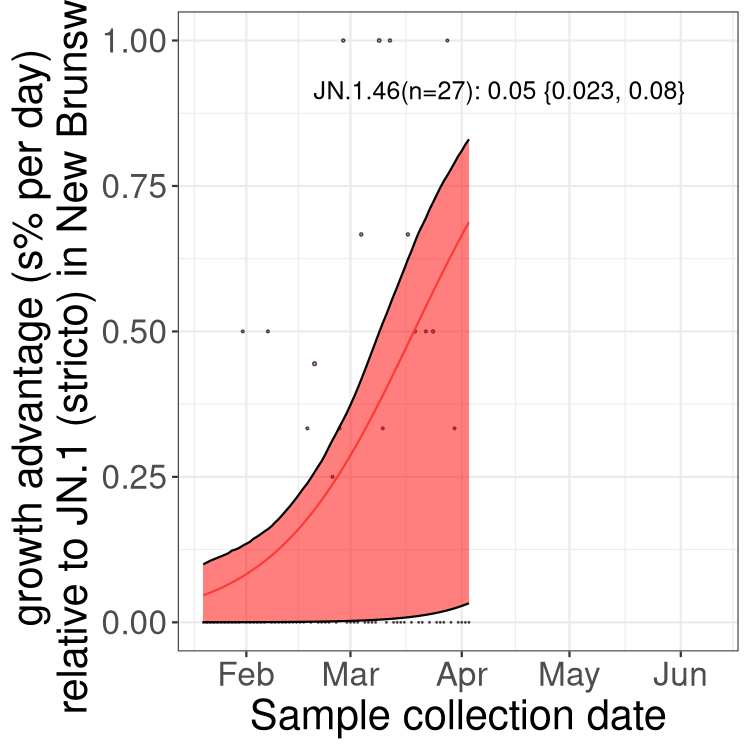 growth advantage (s% per day)
relative to JN.1 (stricto) in New Brunsw
1.00
0.75
0.50
0.25
0.00
JN.1.46(n=27): 0.05 {0.023, 0.08}
Feb Mar Apr May Jun
Sample collection date